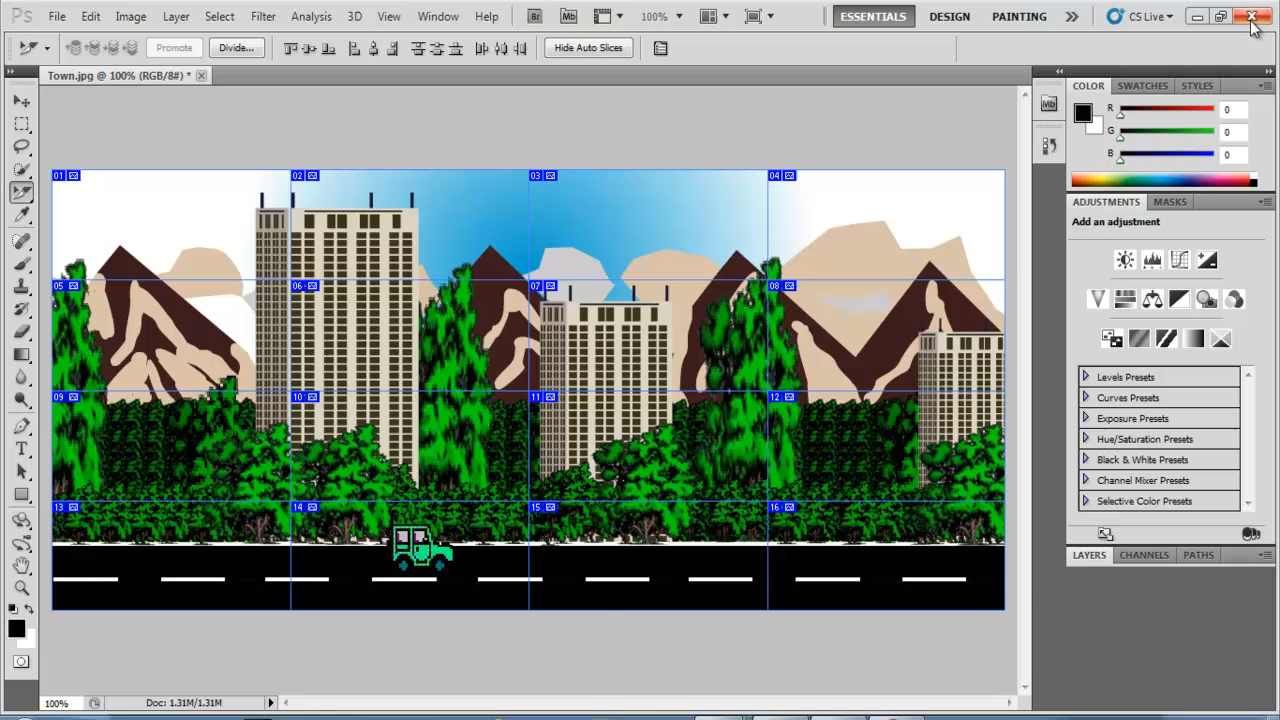 Ps File Edit Image Layer Select Filter Analysis 3D View Window Help Br Mb 100% ESSENTIALS DESIGN PAINTING CS Live
Promote Divide... Hide Auto Slices
Town.jpg @ 100% (RGB/8#) *
COLOR SWATCHES STYLES
Mb
R 0
G 0
B 0
ADJUSTMENTS MASKS
Add an adjustment
Levels Presets
Curves Presets
Exposure Presets
Hue/Saturation Presets
Black & White Presets
Channel Mixer Presets
Selective Color Presets
LAYERS CHANNELS PATHS
01 02 03 04
05 06 07 08
09 10 11 12
13 14 15 16
T
100% Doc: 1.31M/1.31M